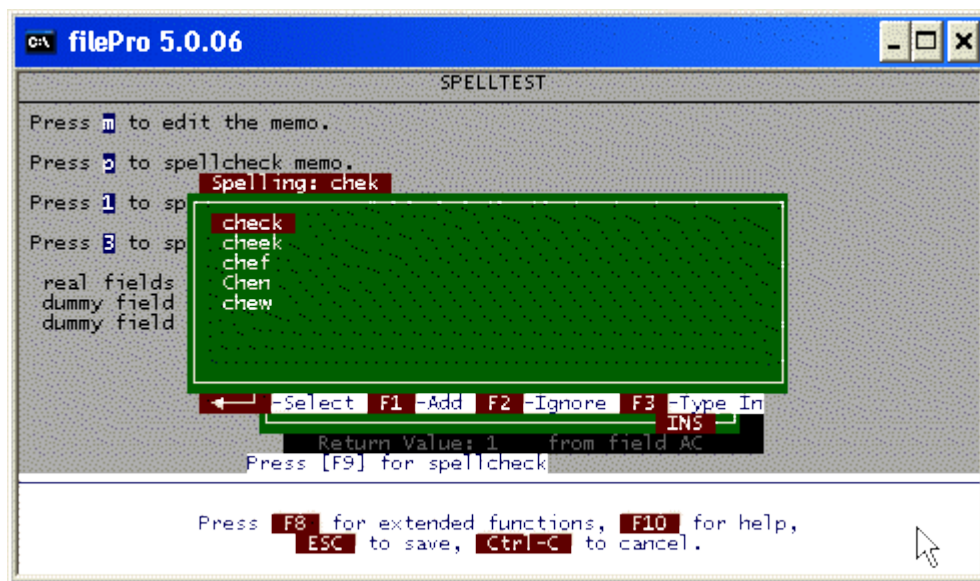 filePro 5.0.06
SPELLTEST
Press m to edit the memo.
Press p to spellcheck memo.
Spelling: chek
Press 1 to sp
Press 3 to sp
real fields
dummy field
dummy field
check
cheek
chef
Chen
chew
-Select F1 -Add F2 -Ignore F3 -Type In
INS
Return Value: 1 from field AC
Press [F9] for spellcheck
Press F8 for extended functions, F10 for help,
ESC to save, Ctrl-C to cancel.